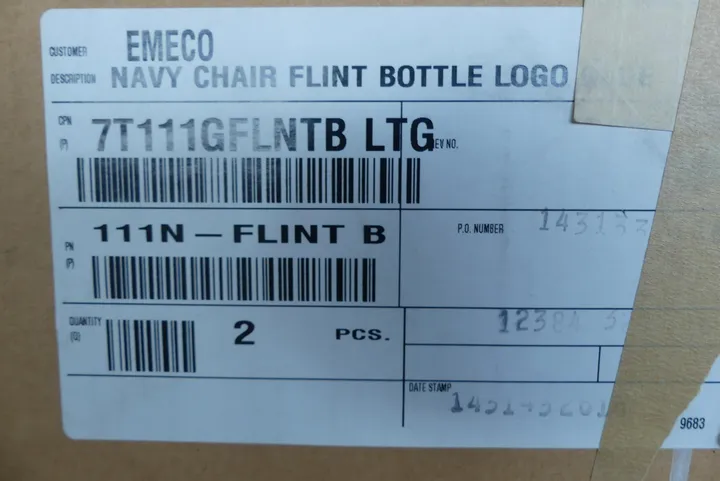 CUSTOMER EMECO
DESCRIPTION NAVY CHAIR FLINT BOTTLE LOGO
CPN
(P) 7T111GFLNTB LTG
REV NO.
PN
(P) 111N-FLINT B
P.O. NUMBER
QUANTITY
(Q) 2 PCS.
DATE STAMP
9683